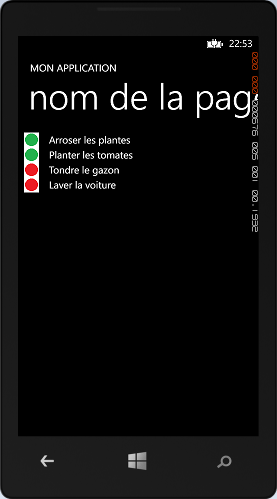 22:53
MON APPLICATION
nom de la pag
Arroser les plantes
Planter les tomates
Tondre le gazon
Laver la voiture